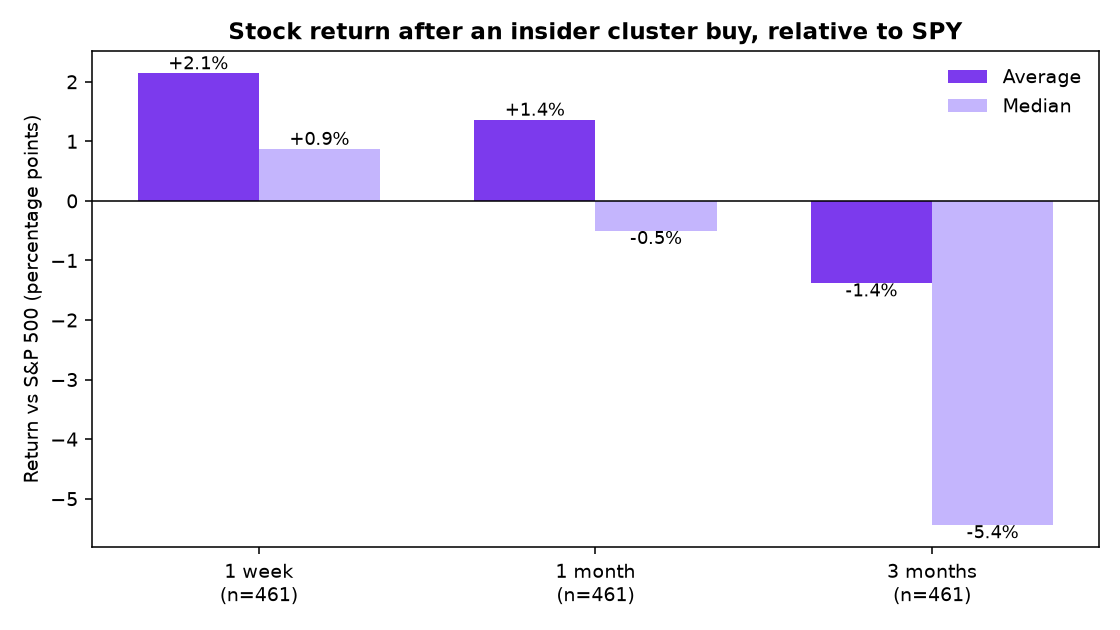 Stock return after an insider cluster buy, relative to SPY
Average
Median
Return vs S&P 500 (percentage points)
2
1
0
−1
−2
−3
−4
−5
+2.1%
+0.9%
+1.4%
-0.5%
-1.4%
-5.4%
1 week
(n=461)
1 month
(n=461)
3 months
(n=461)